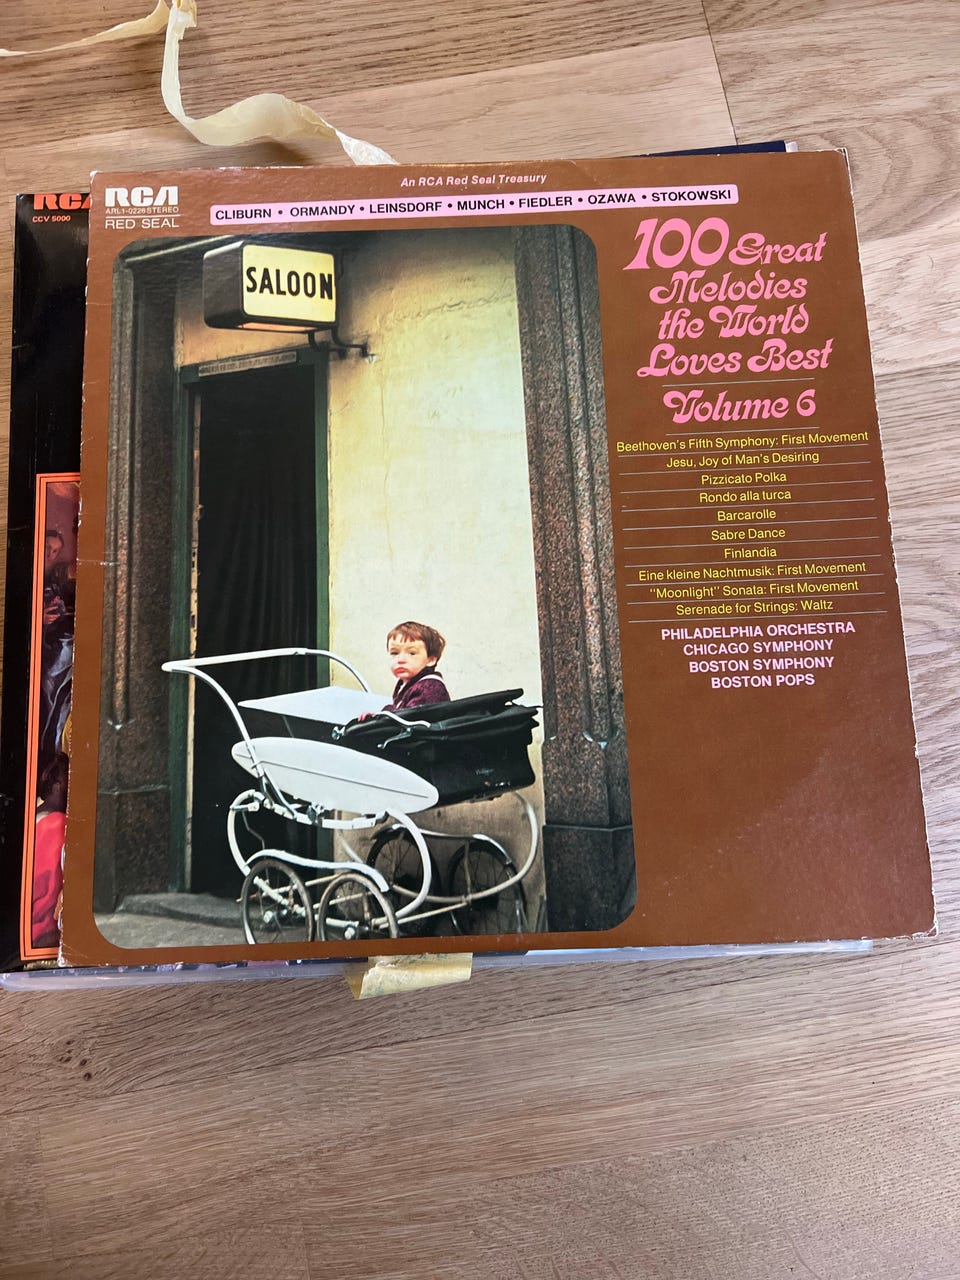 An RCA Red Seal Treasury
RCA
ARL1-0226 STEREO
RED SEAL
CLIBURN • ORMANDY • LEINSDORF • MUNCH • FIEDLER • OZAWA • STOKOWSKI
RCA
CCV 5000
SALOON
100 Great
Melodies
the World
Loves Best
Volume 6
Beethoven's Fifth Symphony: First Movement
Jesu, Joy of Man's Desiring
Pizzicato Polka
Rondo alla turca
Barcarolle
Sabre Dance
Finlandia
Eine kleine Nachtmusik: First Movement
"Moonlight" Sonata: First Movement
Serenade for Strings: Waltz
PHILADELPHIA ORCHESTRA
CHICAGO SYMPHONY
BOSTON SYMPHONY
BOSTON POPS